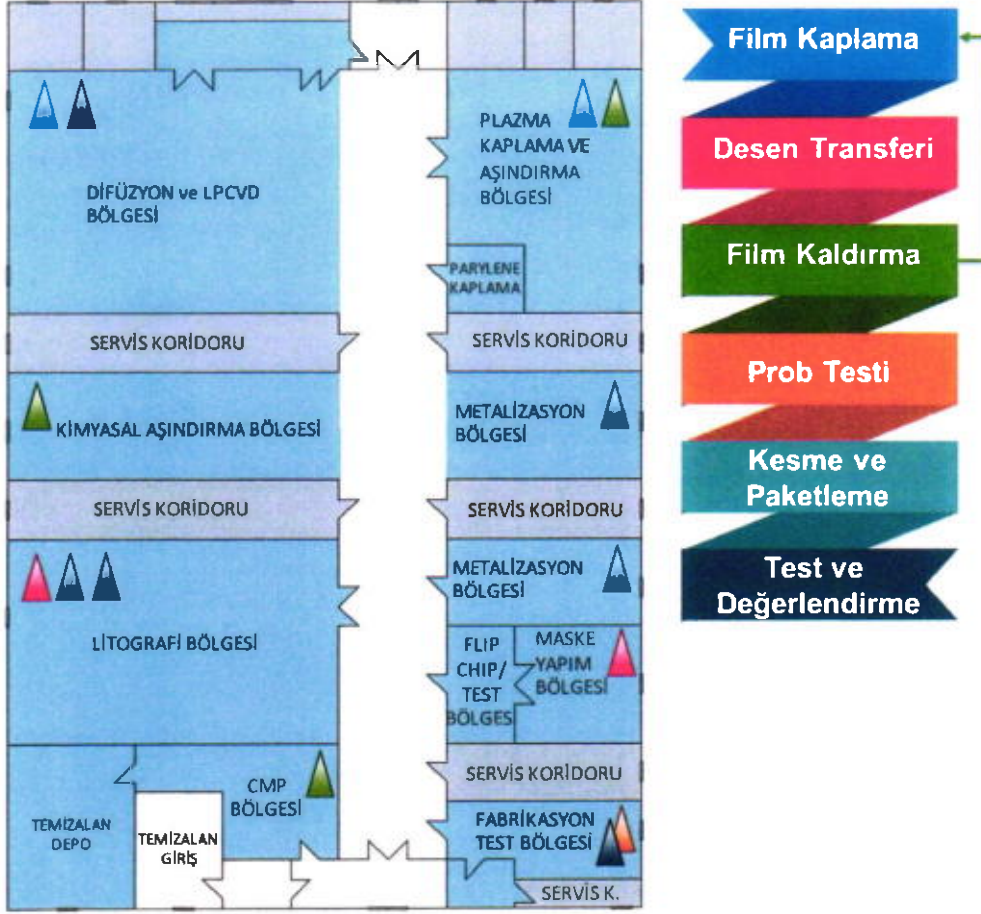 DİFÜZYON ve LPCVD
BÖLGESİ
SERVİS KORİDORU
KİMYASAL AŞINDIRMA BÖLGESİ
SERVİS KORİDORU
LİTOGRAFİ BÖLGESİ
CMP
BÖLGESİ
TEMİZALAN
DEPO
TEMİZALAN
GİRİŞ
PLAZMA
KAPLAMA VE
AŞINDIRMA
BÖLGESİ
PARYLENE
KAPLAMA
SERVİS KORİDORU
METALİZASYON
BÖLGESİ
SERVİS KORİDORU
METALİZASYON
BÖLGESİ
FLIP
CHIP/
TEST
BÖLGES
MASKE
YAPIM
BÖLGESİ
SERVİS KORİDORU
FABRİKASYON
TEST BÖLGESİ
SERVİS K.
Film Kaplama
Desen Transferi
Film Kaldırma
Prob Testi
Kesme ve
Paketleme
Test ve
Değerlendirme